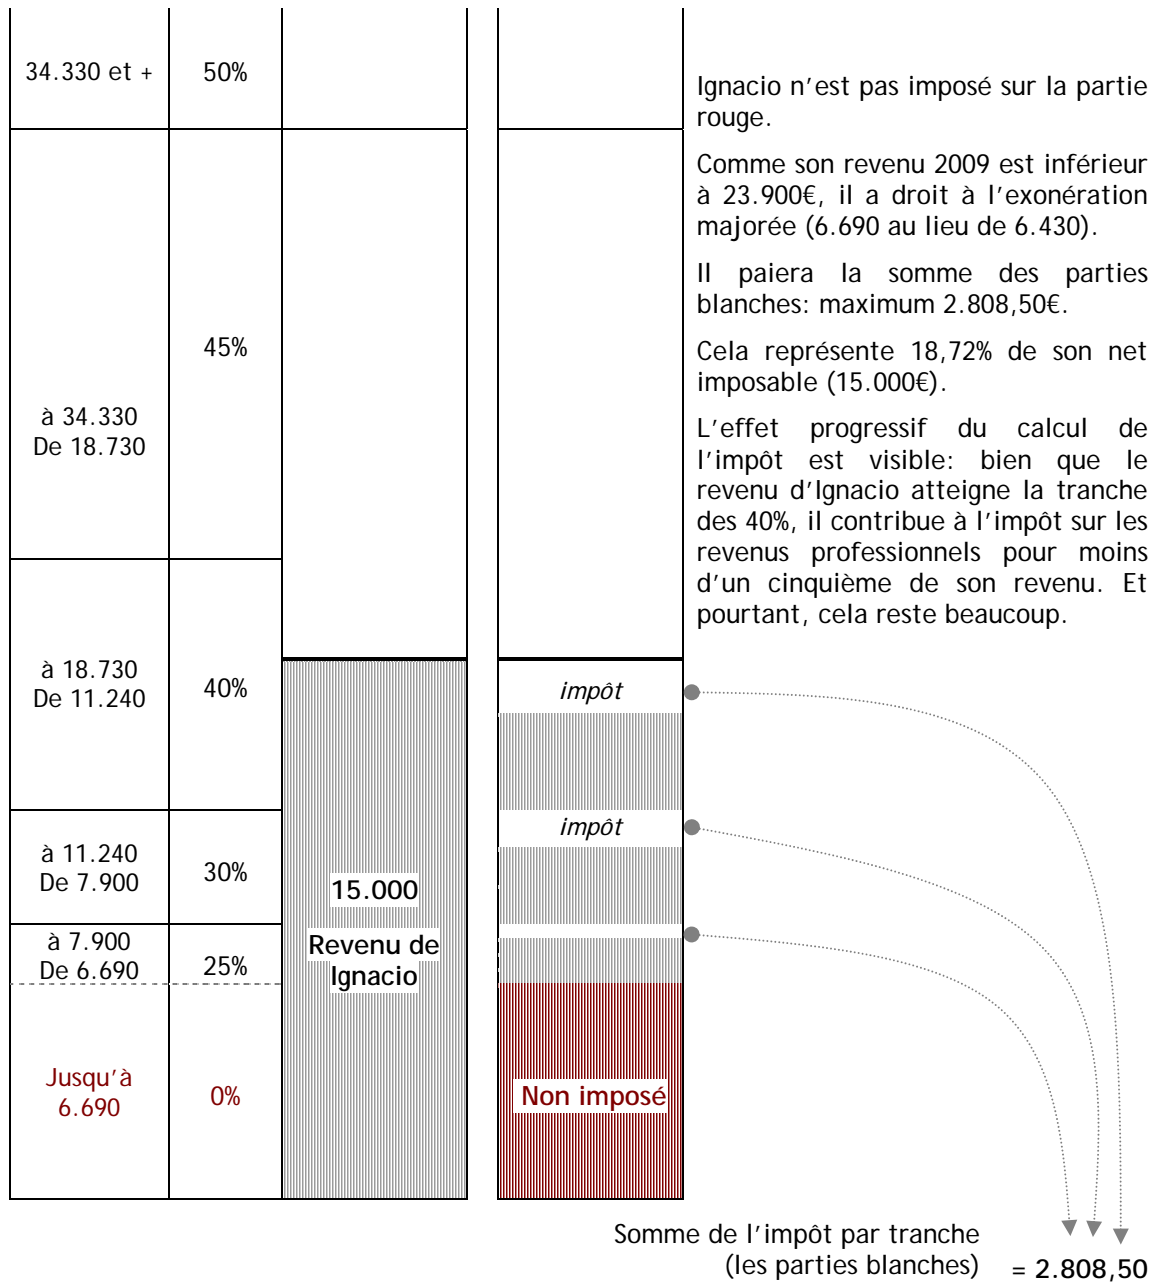 34.330 et +
50%
45%
à 34.330
De 18.730
à 18.730
De 11.240
40%
à 11.240
De 7.900
30%
à 7.900
De 6.690
25%
Jusqu’à
6.690
0%
15.000
Revenu de
Ignacio
impôt
impôt
Non imposé
Ignacio n’est pas imposé sur la partie
rouge.
Comme son revenu 2009 est inférieur
à 23.900€, il a droit à l’exonération
majorée (6.690 au lieu de 6.430).
Il paiera la somme des parties
blanches: maximum 2.808,50€.
Cela représente 18,72% de son net
imposable (15.000€).
L’effet progressif du calcul de
l’impôt est visible: bien que le
revenu d’Ignacio atteigne la tranche
des 40%, il contribue à l’impôt sur les
revenus professionnels pour moins
d’un cinquième de son revenu. Et
pourtant, cela reste beaucoup.
Somme de l’impôt par tranche
(les parties blanches) = 2.808,50